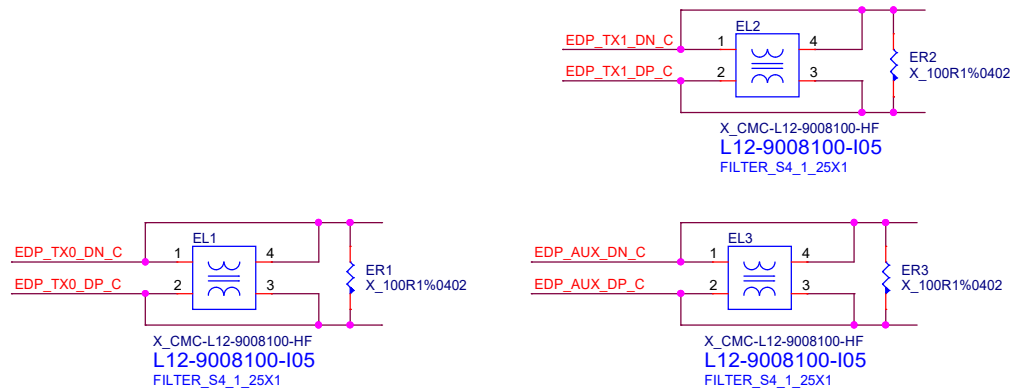 EL2
EDP_TX1_DN_C
1
4
EDP_TX1_DP_C
2
3
ER2
X_100R1%0402
X_CMC-L12-9008100-HF
L12-9008100-I05
FILTER_S4_1_25X1
EL1
EDP_TX0_DN_C
1
4
EDP_TX0_DP_C
2
3
ER1
X_100R1%0402
X_CMC-L12-9008100-HF
L12-9008100-I05
FILTER_S4_1_25X1
EL3
EDP_AUX_DN_C
1
4
EDP_AUX_DP_C
2
3
ER3
X_100R1%0402
X_CMC-L12-9008100-HF
L12-9008100-I05
FILTER_S4_1_25X1